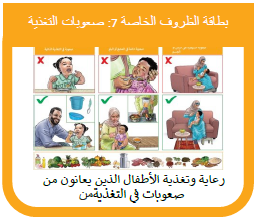 بطاقة الظروف الخاصة 7: صعوبات التغذية
رعاية وتغذية الأطفال الذين يعانون من
صعوبات في التغذيةمن